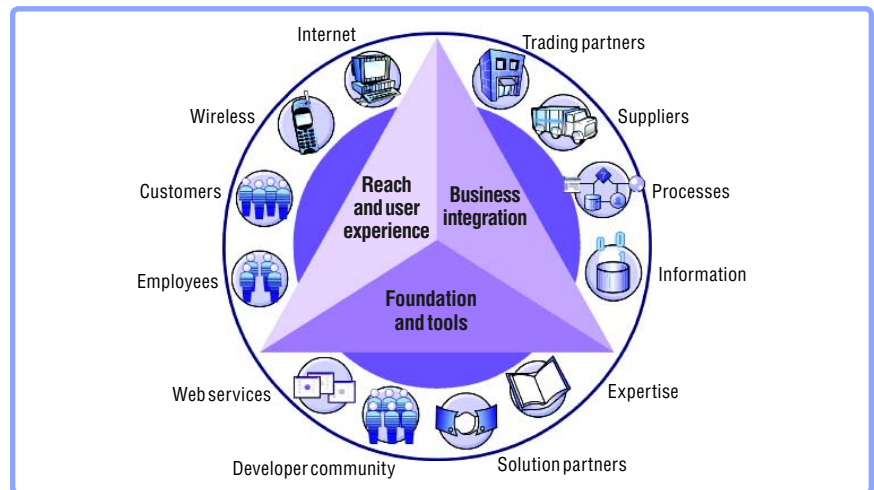 Internet
Trading partners
Wireless
Suppliers
Customers
Processes
Reach
and user
experience
Business
integration
Employees
Information
Foundation
and tools
Web services
Expertise
Developer community
Solution partners